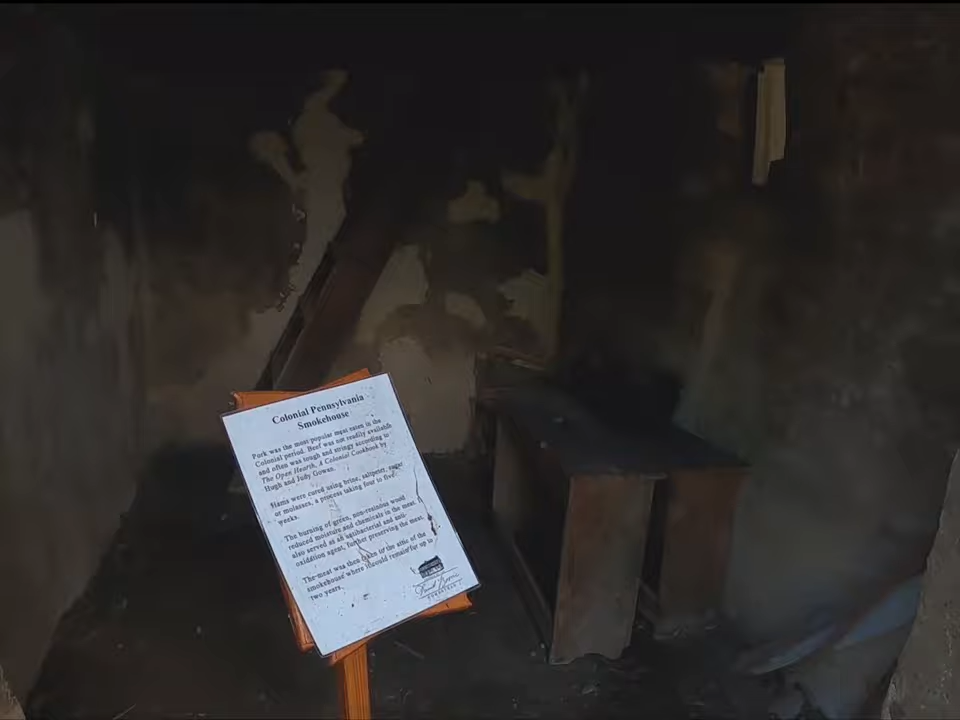 Colonial Pennsylvania
Smokehouse
Pork was the most popular meat eaten in the
Colonial period. Beef was not readily available
and often was tough and stringy according to
The Open Hearth, A Colonial Cookbook by
Hugh and Judy Gowan.
Hams were cured using brine, saltpeter, sugar
or molasses, a process taking four to five
weeks.
The burning of green, non-resinous wood
reduced moisture and chemicals in the meat,
also served as an antibacterial and anti-
oxidation agent, further preserving the meat.
The meat was then taken to the attic of the
smokehouse where it could remain for up to
two years.